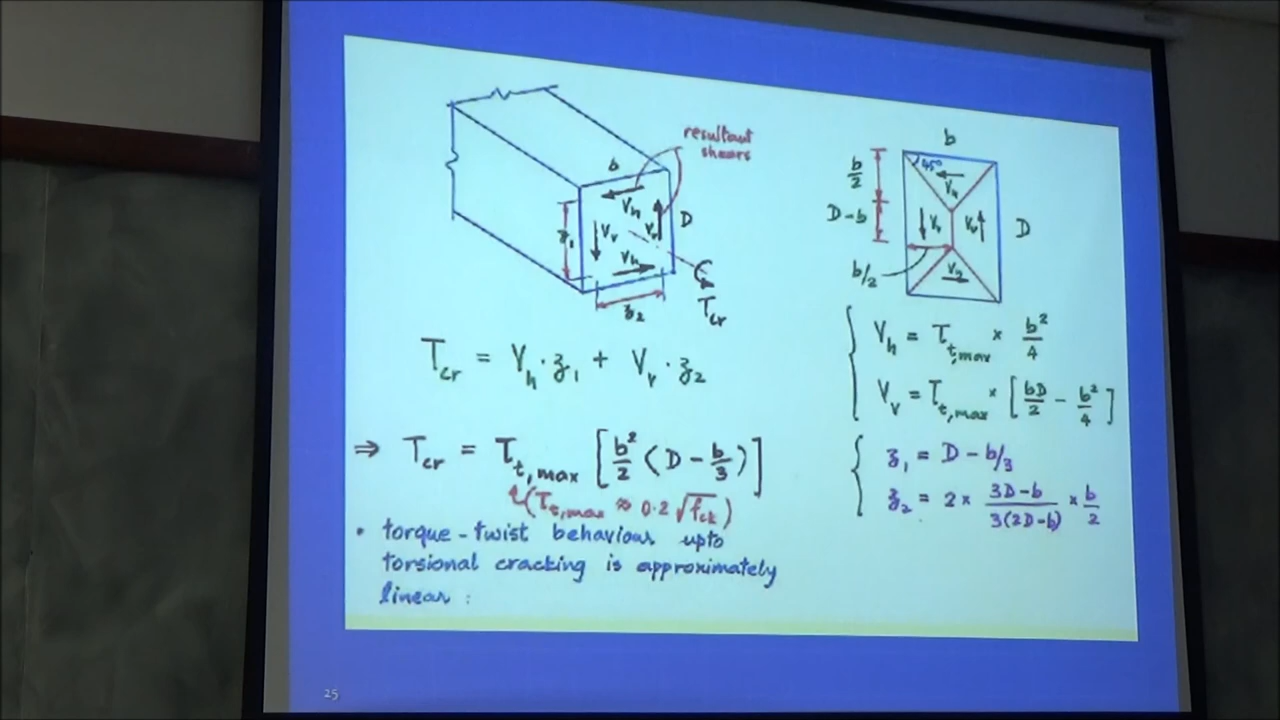 resultant
shears
b
V_h
V_v
V_v
D
z_1
V_h
z_2
T_cr
b
b/2
45°
V_h
D-b
V_v
V_v
D
b/2
V_h
T_cr = V_h · z_1 + V_v · z_2
V_h = τ_t,max × b²/4
V_v = τ_t,max × [bD/2 - b²/4]
⇒ T_cr = τ_t,max [b²/2 (D - b/3)]
(τ_t,max ≈ 0.2 √f_ck)
z_1 = D - b/3
z_2 = 2 × (3D-b)/3(2D-b) × b/2
• torque-twist behaviour upto
torsional cracking is approximately
linear :
25